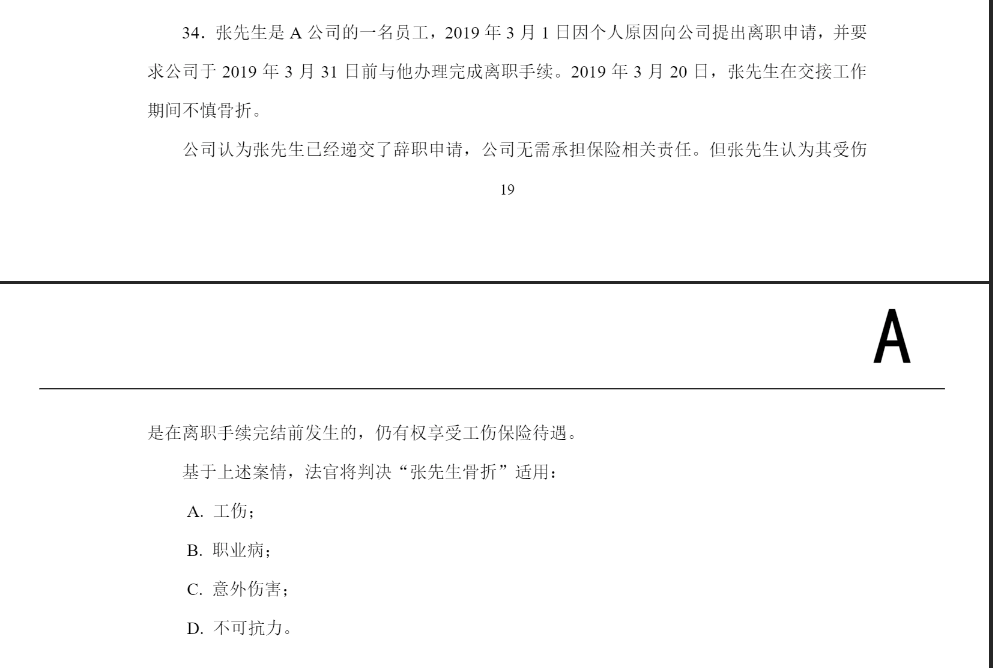 34．张先生是 A 公司的一名员工，2019 年 3 月 1 日因个人原因向公司提出离职申请，并要
求公司于 2019 年 3 月 31 日前与他办理完成离职手续。2019 年 3 月 20 日，张先生在交接工作
期间不慎骨折。
公司认为张先生已经递交了辞职申请，公司无需承担保险相关责任。但张先生认为其受伤
19
A
是在离职手续完结前发生的，仍有权享受工伤保险待遇。
基于上述案情，法官将判决“张先生骨折”适用：
A. 工伤；
B. 职业病；
C. 意外伤害；
D. 不可抗力。